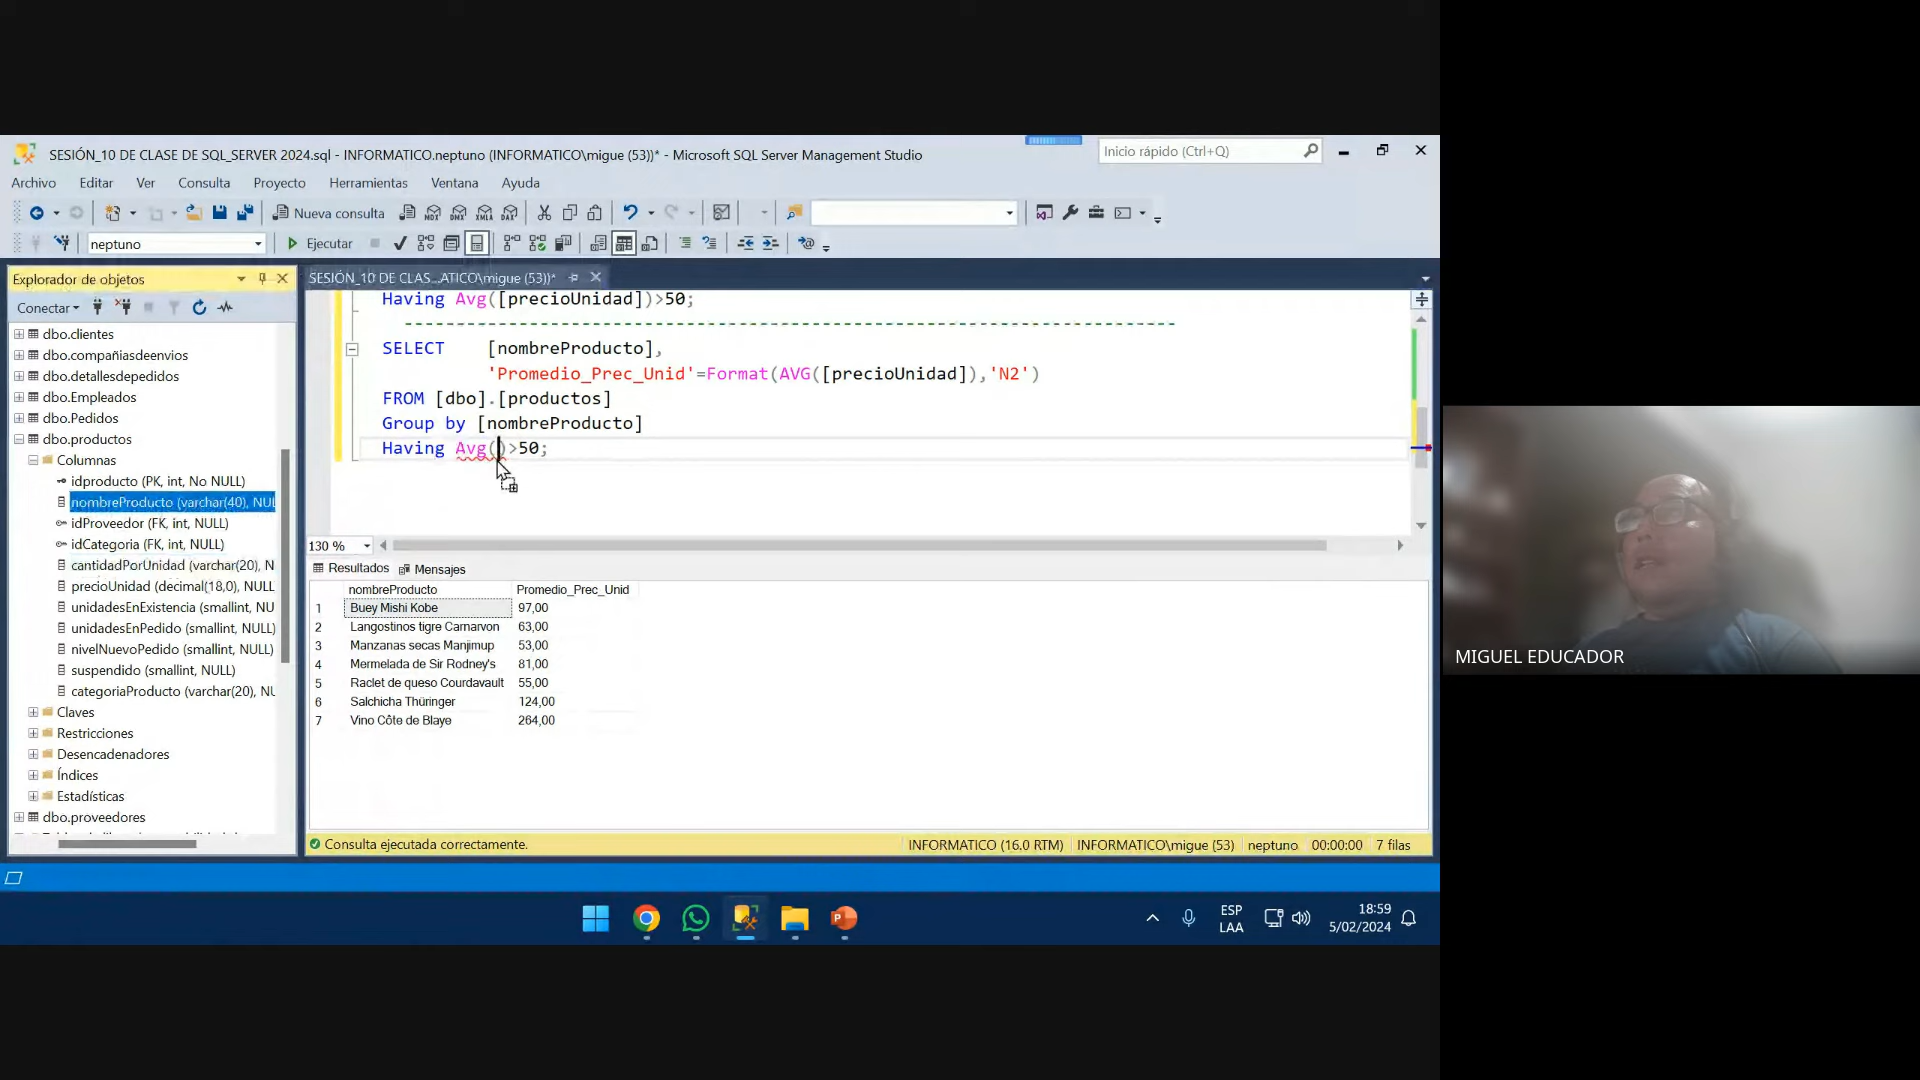 SESIÓN_10 DE CLASE DE SQL_SERVER 2024.sql - INFORMATICO.neptuno (INFORMATICO\migue (53))* - Microsoft SQL Server Management Studio
Inicio rápido (Ctrl+Q)
Archivo Editar Ver Consulta Proyecto Herramientas Ventana Ayuda
Nueva consulta
neptuno
Ejecutar
Explorador de objetos
Conectar
dbo.clientes
dbo.compañiasdeenvios
dbo.detallesdepedidos
dbo.Empleados
dbo.Pedidos
dbo.productos
Columnas
idproducto (PK, int, No NULL)
nombreProducto (varchar(40), NUL
idProveedor (FK, int, NULL)
idCategoria (FK, int, NULL)
cantidadPorUnidad (varchar(20), N
precioUnidad (decimal(18,0), NULL
unidadesEnExistencia (smallint, NU
unidadesEnPedido (smallint, NULL)
nivelNuevoPedido (smallint, NULL)
suspendido (smallint, NULL)
categoriaProducto (varchar(20), NU
Claves
Restricciones
Desencadenadores
Índices
Estadísticas
dbo.proveedores
SESIÓN_10 DE CLAS...ATICO\migue (53))*
Having Avg([precioUnidad])>50;
--------------------------------------------------------------------------
SELECT [nombreProducto],
'Promedio_Prec_Unid'=Format(AVG([precioUnidad]),'N2')
FROM [dbo].[productos]
Group by [nombreProducto]
Having Avg()>50;
130 %
Resultados Mensajes
nombreProducto Promedio_Prec_Unid
1 Buey Mishi Kobe 97,00
2 Langostinos tigre Carnarvon 63,00
3 Manzanas secas Manjimup 53,00
4 Mermelada de Sir Rodney's 81,00
5 Raclet de queso Courdavault 55,00
6 Salchicha Thüringer 124,00
7 Vino Côte de Blaye 264,00
Consulta ejecutada correctamente.
INFORMATICO (16.0 RTM) INFORMATICO\migue (53) neptuno 00:00:00 7 filas
ESP
LAA
18:59
5/02/2024
MIGUEL EDUCADOR